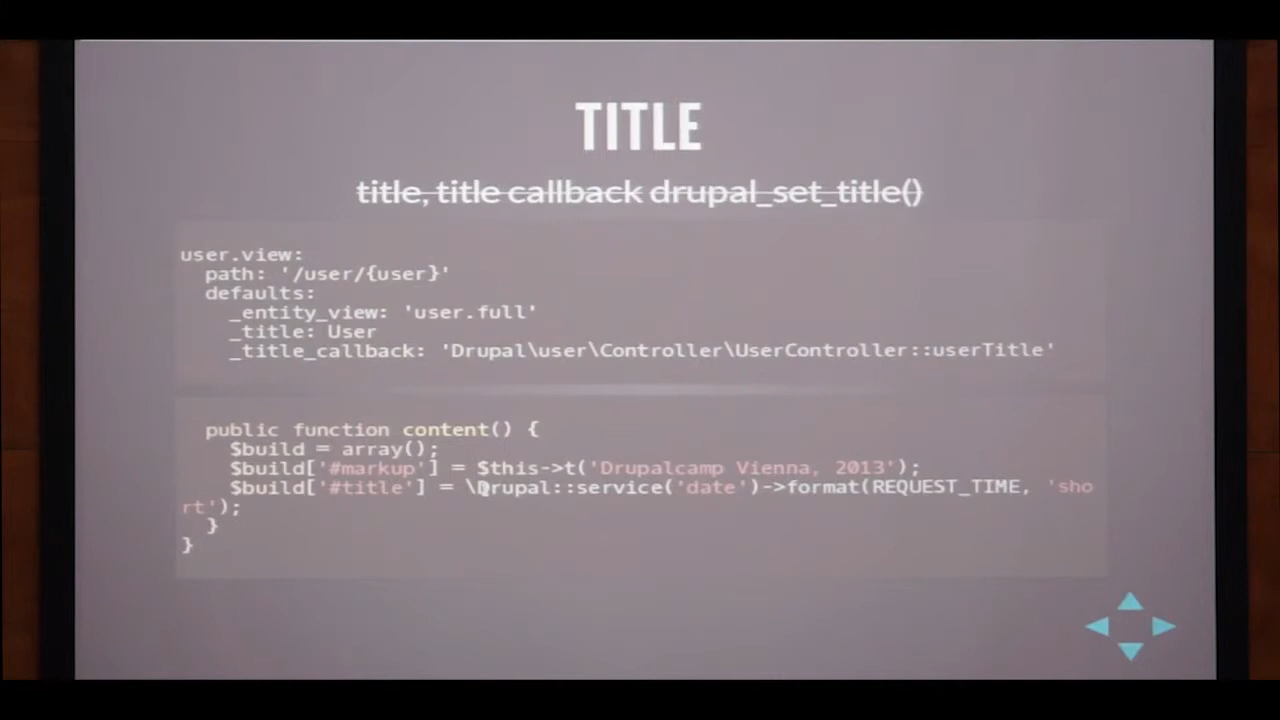 TITLE
title, title callback drupal_set_title()
user.view:
  path: '/user/{user}'
  defaults:
    _entity_view: 'user.full'
    _title: User
    _title_callback: 'Drupal\user\Controller\UserController::userTitle'
  public function content() {
    $build = array();
    $build['#markup'] = $this->t('Drupalcamp Vienna, 2013');
    $build['#title'] = \Drupal::service('date')->format(REQUEST_TIME, 'sho
rt');
  }
}